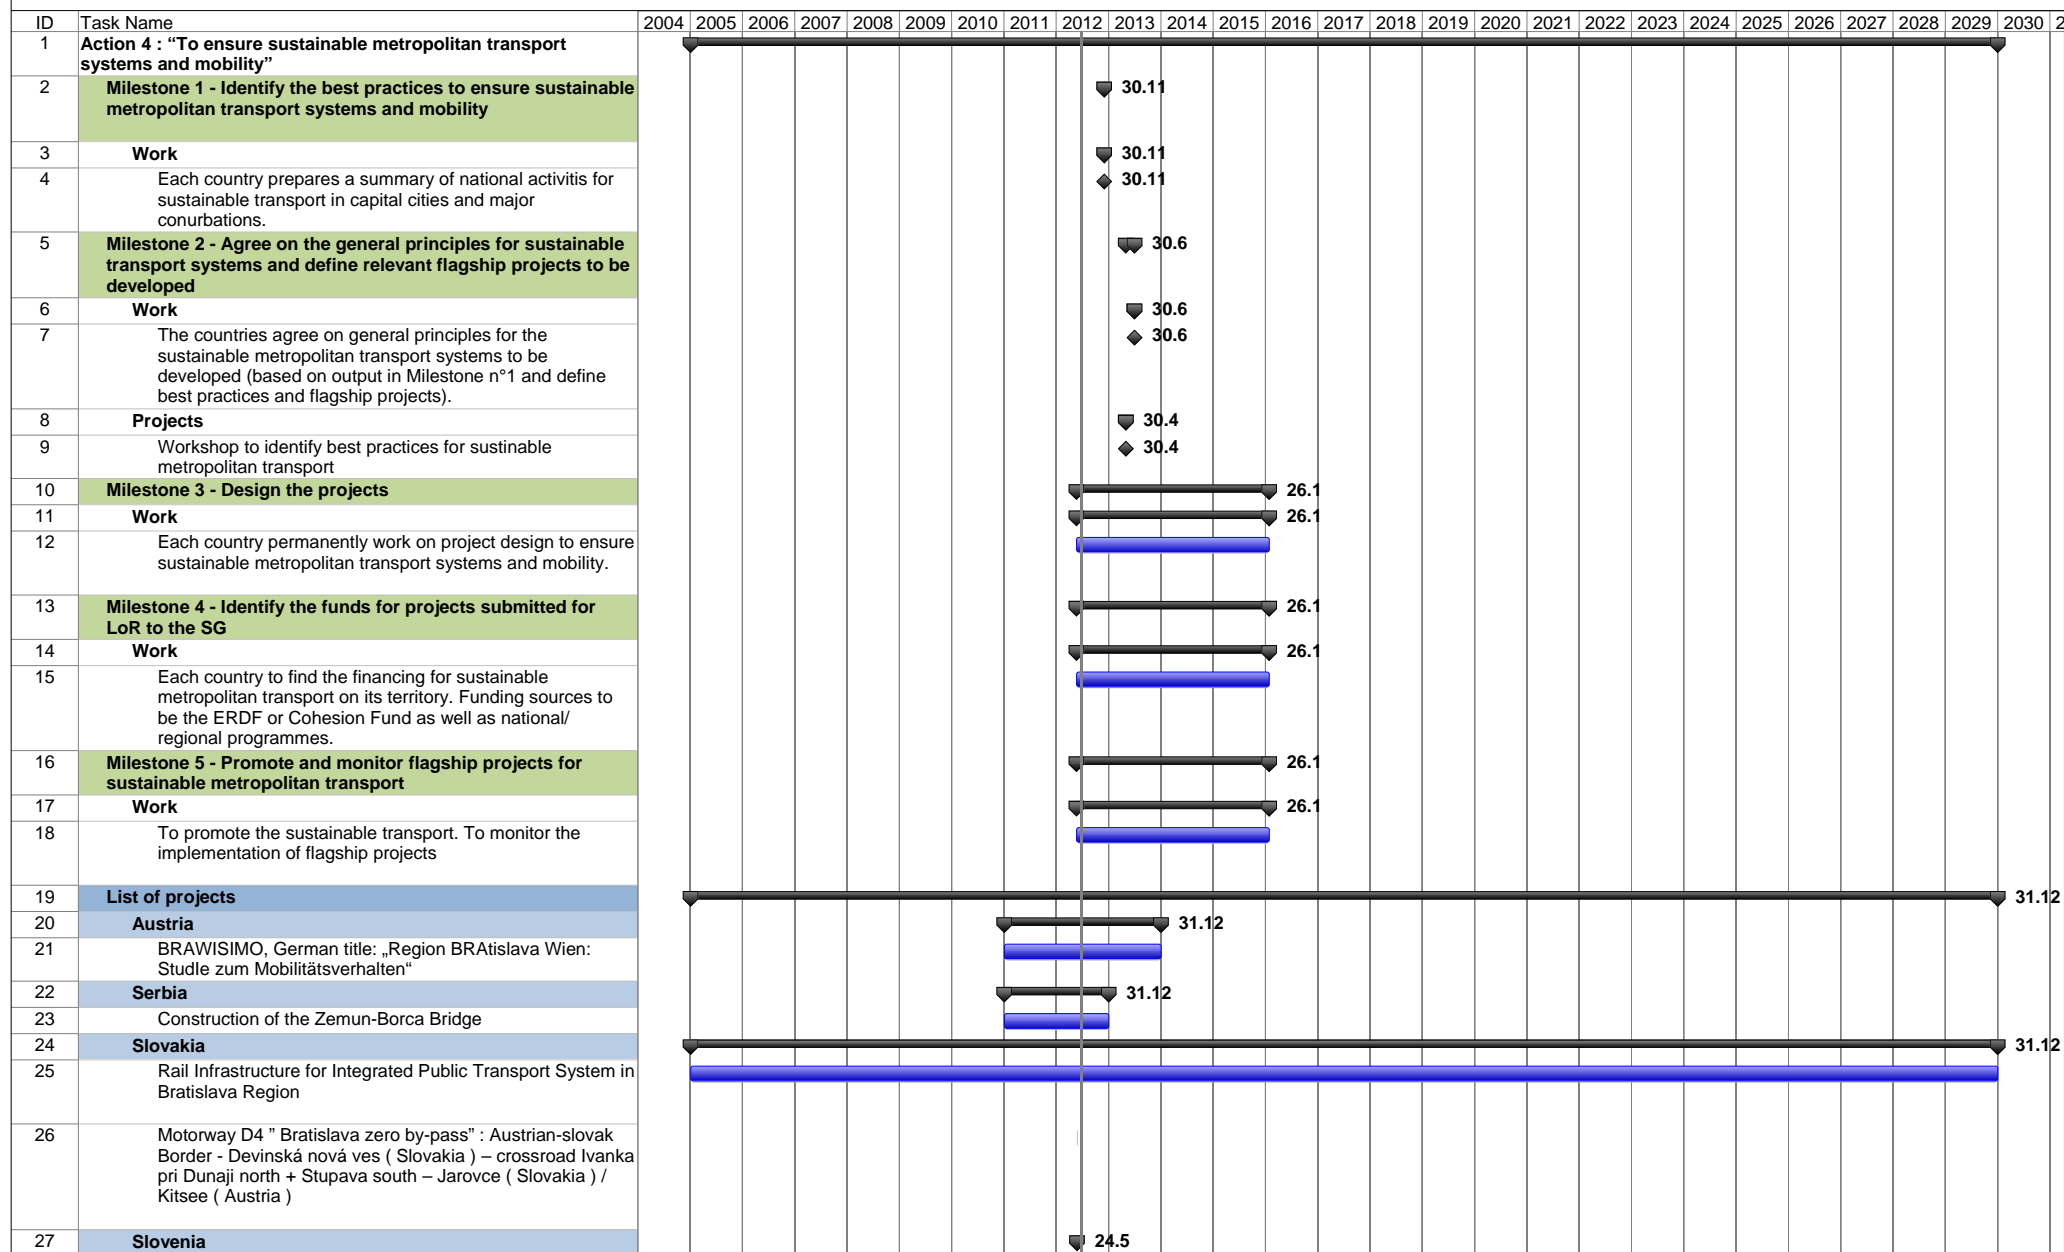 ID Task Name 2004 2005 2006 2007 2008 2009 2010 2011 2012 2013 2014 2015 2016 2017 2018 2019 2020 2021 2022 2023 2024 2025 2026 2027 2028 2029 2030 2
1 Action 4 : “To ensure sustainable metropolitan transport
systems and mobility”
2 Milestone 1 - Identify the best practices to ensure sustainable 30.11
metropolitan transport systems and mobility
3 Work 30.11
4 Each country prepares a summary of national activitis for 30.11
sustainable transport in capital cities and major
conurbations.
5 Milestone 2 - Agree on the general principles for sustainable 30.6
transport systems and define relevant flagship projects to be
developed
6 Work 30.6
7 The countries agree on general principles for the 30.6
sustainable metropolitan transport systems to be
developed (based on output in Milestone n°1 and define
best practices and flagship projects).
8 Projects 30.4
9 Workshop to identify best practices for sustinable 30.4
metropolitan transport
10 Milestone 3 - Design the projects 26.1
11 Work 26.1
12 Each country permanently work on project design to ensure
sustainable metropolitan transport systems and mobility.
13 Milestone 4 - Identify the funds for projects submitted for 26.1
LoR to the SG
14 Work 26.1
15 Each country to find the financing for sustainable
metropolitan transport on its territory. Funding sources to
be the ERDF or Cohesion Fund as well as national/
regional programmes.
16 Milestone 5 - Promote and monitor flagship projects for 26.1
sustainable metropolitan transport
17 Work 26.1
18 To promote the sustainable transport. To monitor the
implementation of flagship projects
19 List of projects 31.12
20 Austria 31.12
21 BRAWISIMO, German title: „Region BRAtislava Wien:
StudIe zum Mobilitätsverhalten“
22 Serbia 31.12
23 Construction of the Zemun-Borca Bridge
24 Slovakia 31.12
25 Rail Infrastructure for Integrated Public Transport System in
Bratislava Region
26 Motorway D4 ” Bratislava zero by-pass” : Austrian-slovak
Border - Devinská nová ves ( Slovakia ) – crossroad Ivanka
pri Dunaji north + Stupava south – Jarovce ( Slovakia ) /
Kitsee ( Austria )
27 Slovenia 24.5